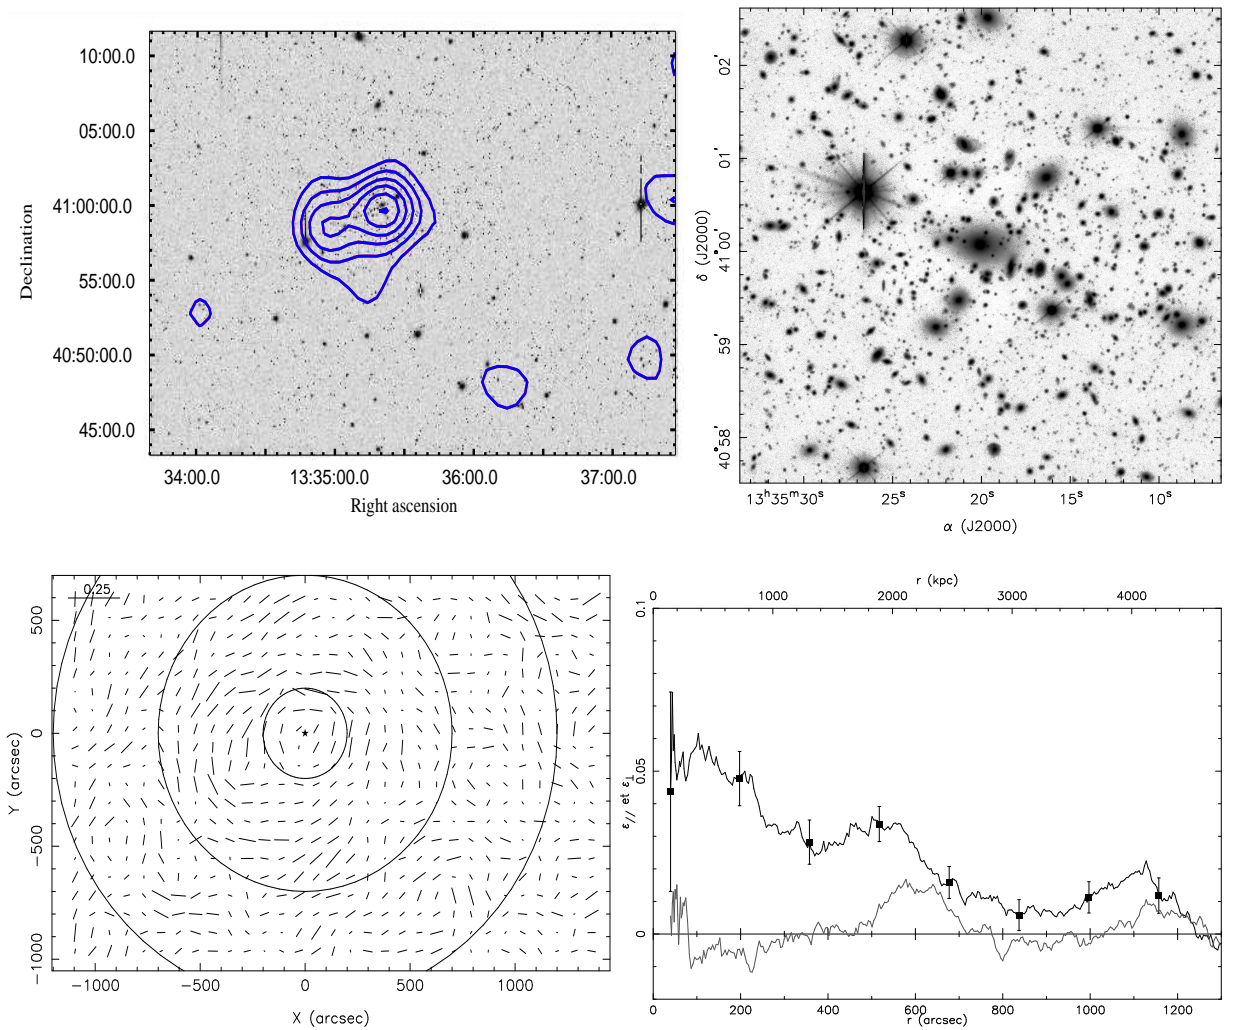 10:00.0
05:00.0
41:00:00.0
55:00.0
40:50:00.0
45:00.0
Declination
34:00.0 13:35:00.0 36:00.0 37:00.0
Right ascension
02'
01'
41° 00'
59'
40° 58'
δ (J2000)
13ʰ35ᵐ30ˢ 25ˢ 20ˢ 15ˢ 10ˢ
α (J2000)
0.25
500
0
−500
−1000
Y (arcsec)
−1000 −500 0 500
X (arcsec)
r (kpc)
0 1000 2000 3000 4000
0.1
0.05
0
ε// et ε⊥
0 200 400 600 800 1000 1200
r (arcsec)